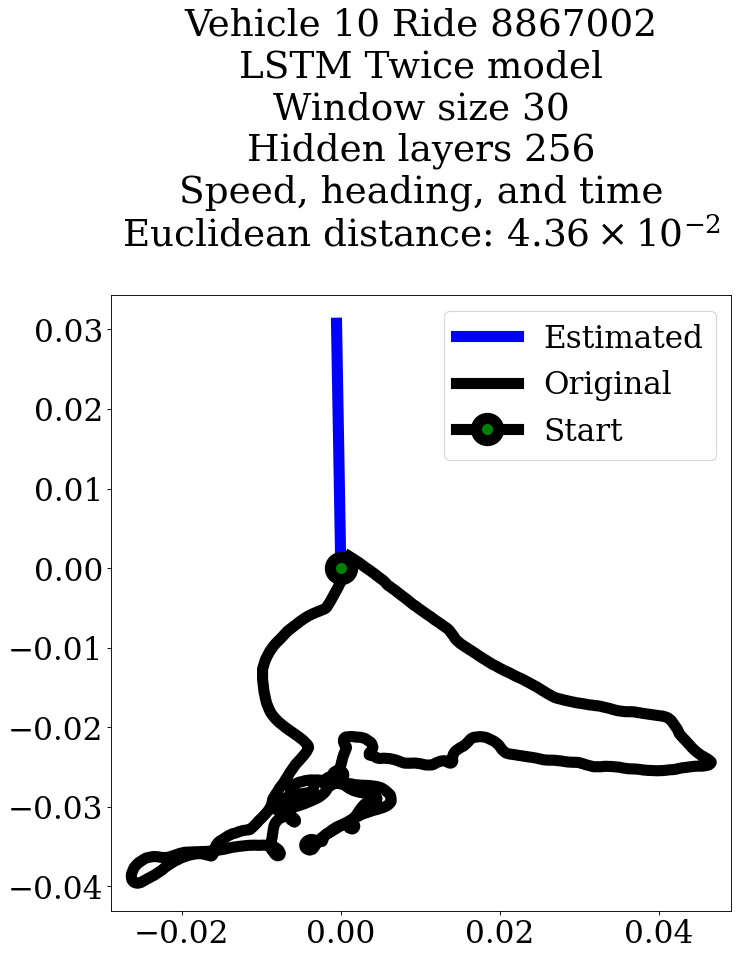 Vehicle 10 Ride 8867002
LSTM Twice model
Window size 30
Hidden layers 256
Speed, heading, and time
Euclidean distance: 4.36 × 10⁻²
Estimated
Original
Start
0.03
0.02
0.01
0.00
−0.01
−0.02
−0.03
−0.04
−0.02 0.00 0.02 0.04